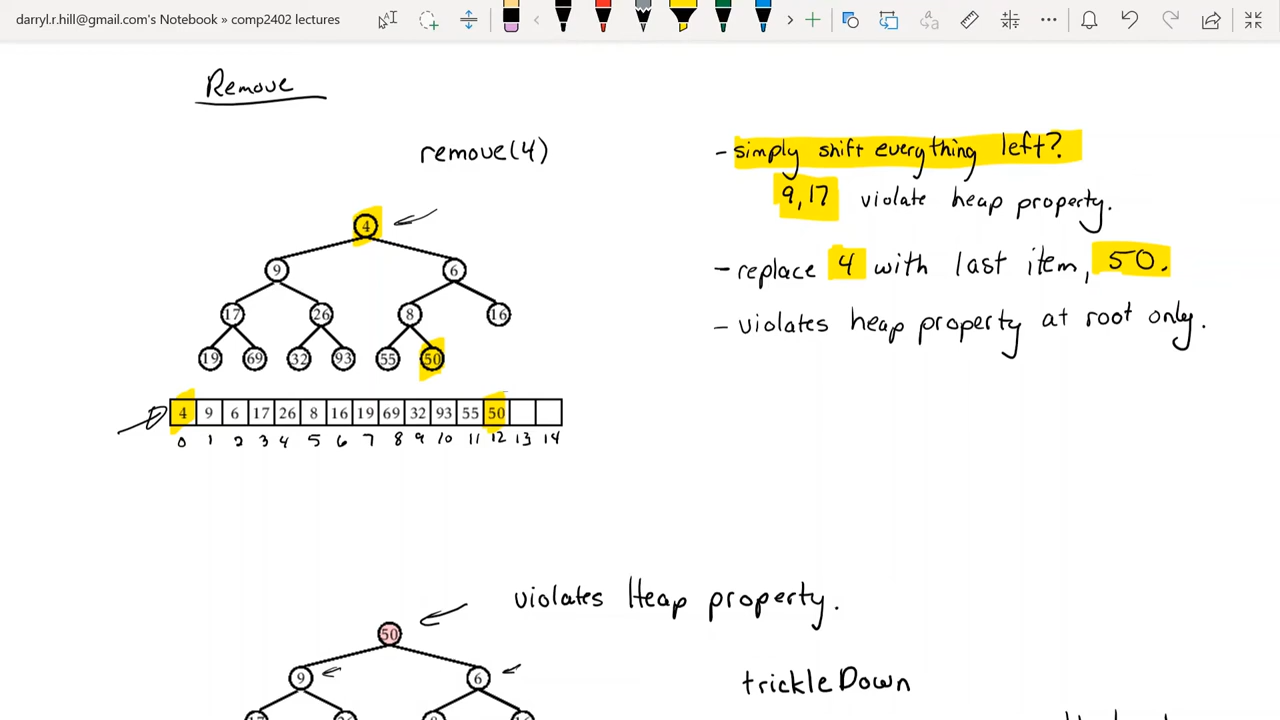 darryl.r.hill@gmail.com's Notebook » comp2402 lectures
Remove
remove(4)
- simply shift everything left?
9,17 violate heap property.
- replace 4 with last item, 50.
- violates heap property at root only.
4
9 6
17 26 8 16
19 69 32 93 55 50
4 9 6 17 26 8 16 19 69 32 93 55 50
0 1 2 3 4 5 6 7 8 9 10 11 12 13 14
violates Heap property.
50
9 6
trickleDown